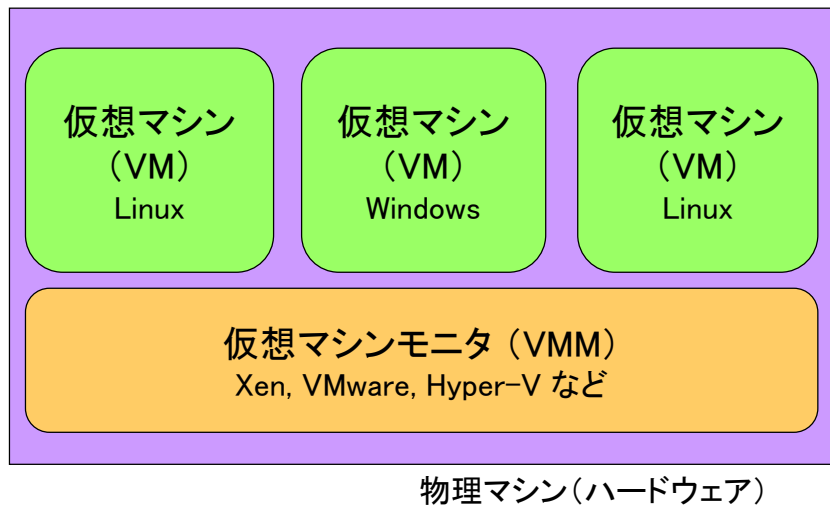 仮想マシン
（VM）
Linux
仮想マシン
（VM）
Windows
仮想マシン
（VM）
Linux
仮想マシンモニタ（VMM）
Xen, VMware, Hyper-V など
物理マシン（ハードウェア）